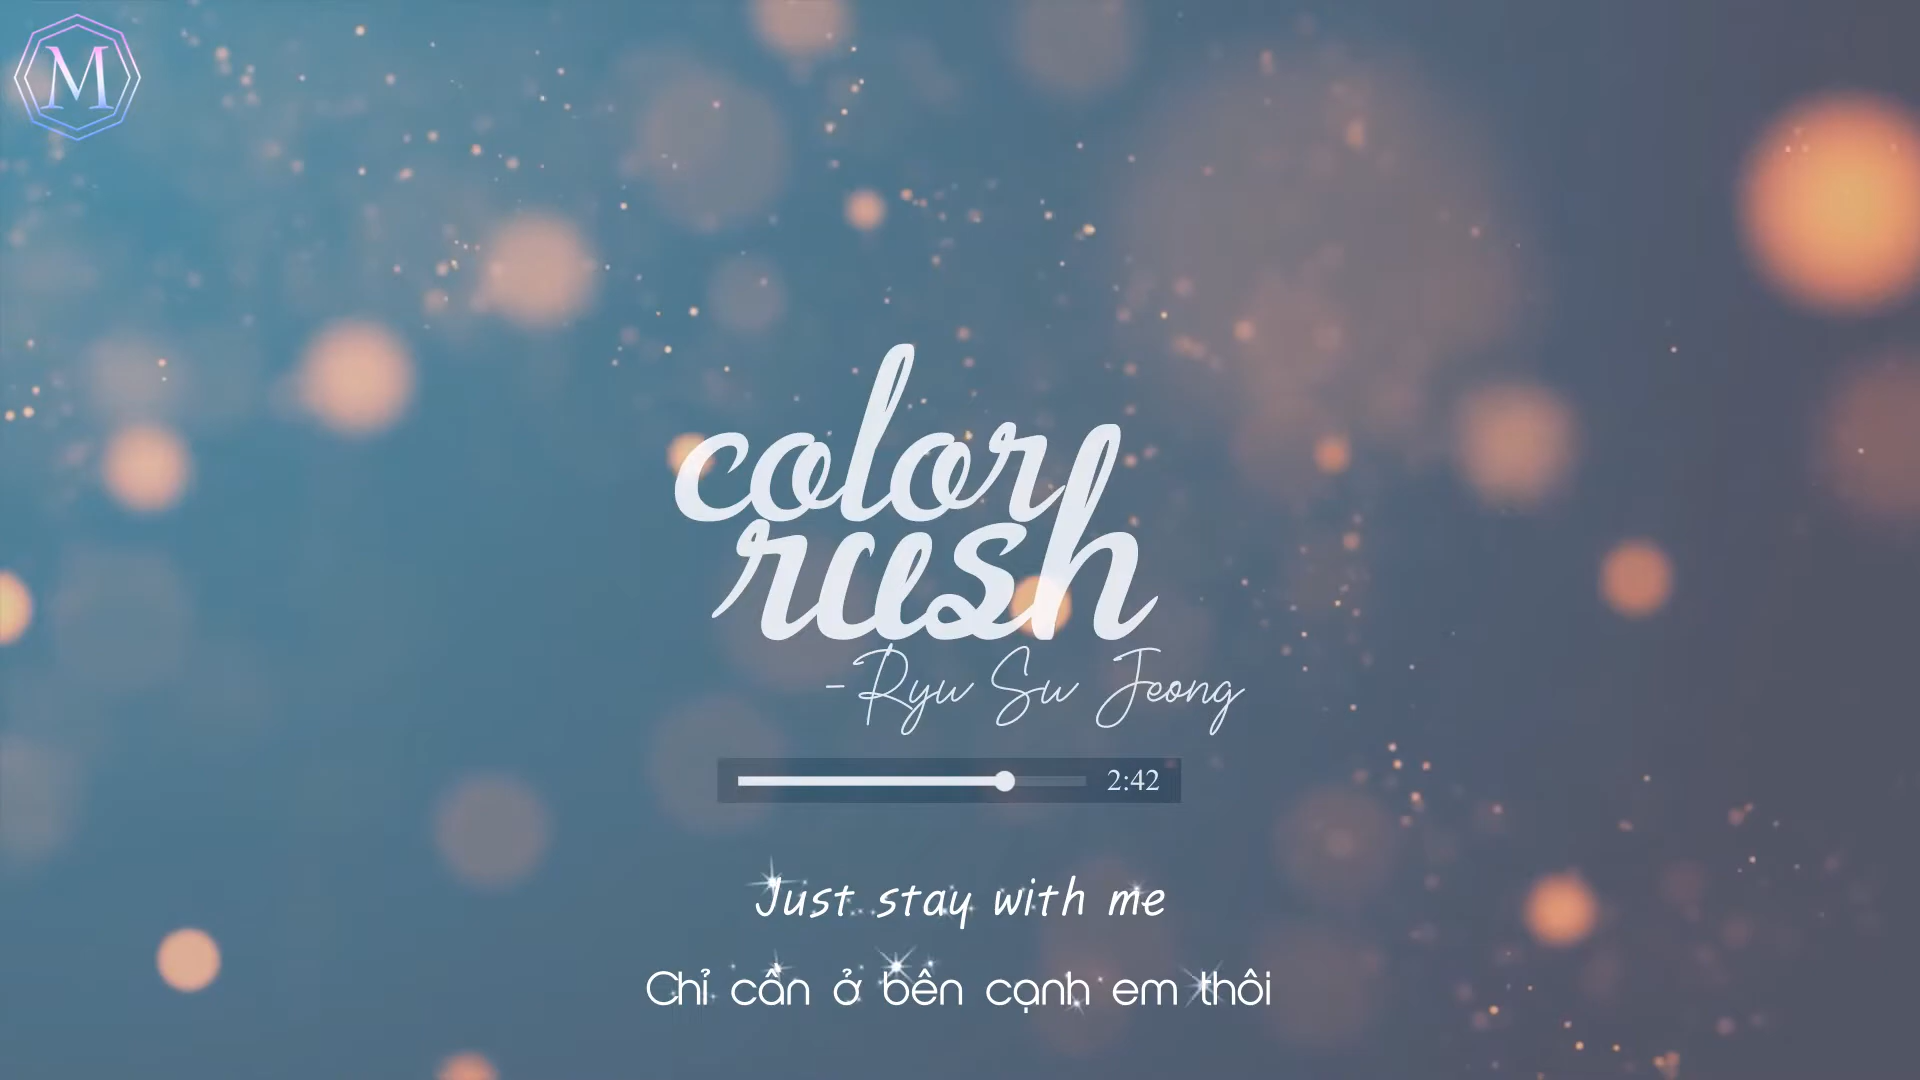 M
color
rush
-Ryu Su Jeong
2:42
Just stay with me
Chỉ cần ở bên cạnh em thôi